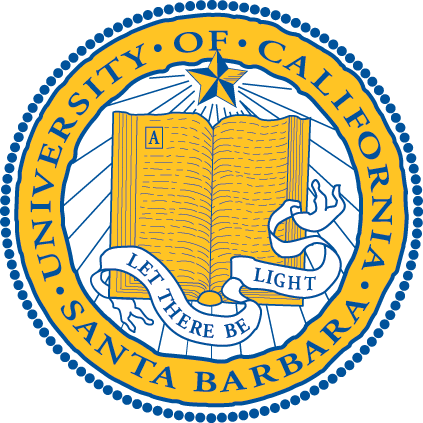 UNIVERSITY · OF · CALIFORNIA
· SANTA BARBARA ·
A
LET THERE BE
LIGHT